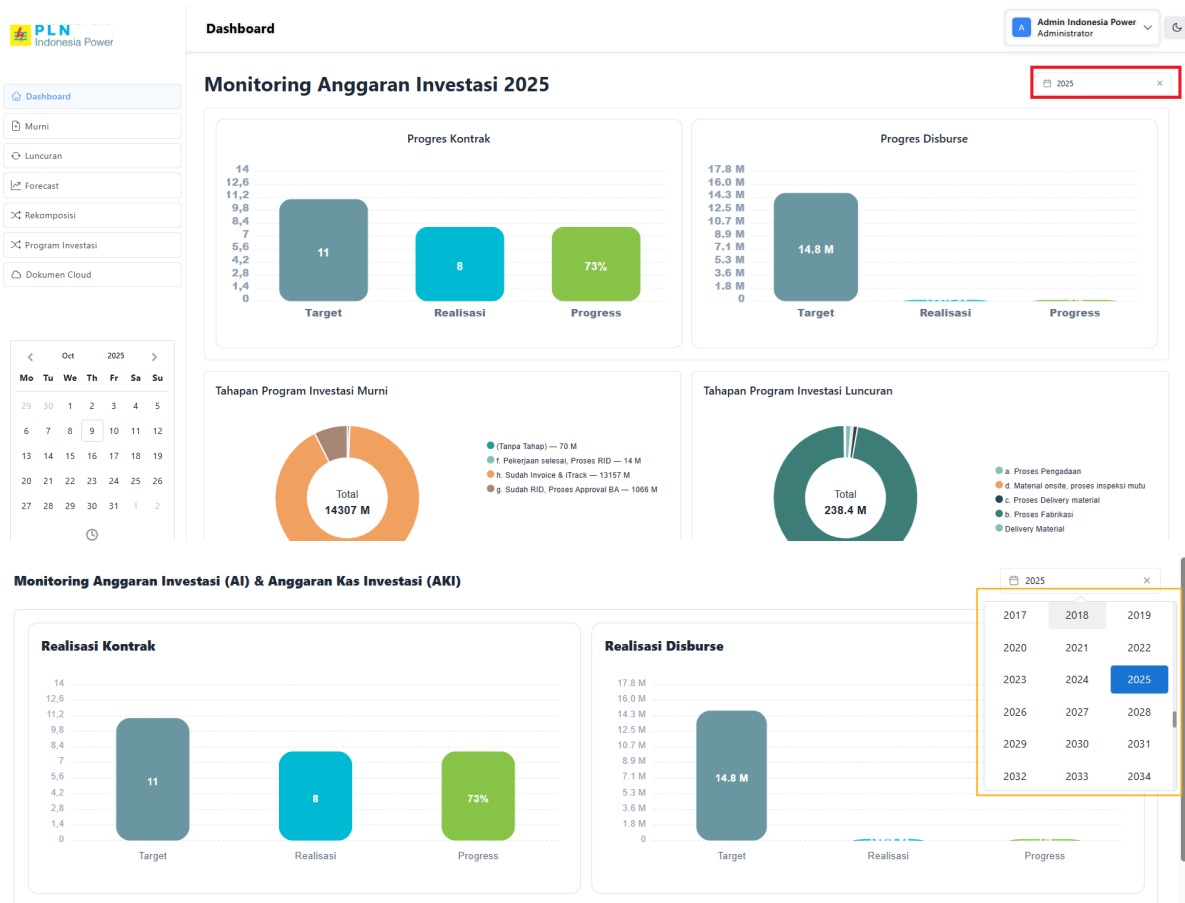 PLN
Indonesia Power
Dashboard
A
Admin Indonesia Power
Administrator
Dashboard
Murni
Luncuran
Forecast
Rekomposisi
Program Investasi
Dokumen Cloud
Oct 2025
Mo Tu We Th Fr Sa Su
29 30 1 2 3 4 5
6 7 8 9 10 11 12
13 14 15 16 17 18 19
20 21 22 23 24 25 26
27 28 29 30 31 1 2
Monitoring Anggaran Investasi 2025
2025
Progres Kontrak
14
12,6
11,2
9,8
8,4
7
5,6
4,2
2,8
1,4
0
11
8
73%
Target Realisasi Progress
Progres Disburse
17.8 M
16.0 M
14.3 M
12.5 M
10.7 M
8.9 M
7.1 M
5.3 M
3.6 M
1.8 M
0
14.8 M
Target Realisasi Progress
Tahapan Program Investasi Murni
Total
14307 M
(Tanpa Tahap) — 70 M
f. Pekerjaan selesai, Proses RID — 14 M
h. Sudah Invoice & iTrack — 13157 M
g. Sudah RID, Proses Approval BA — 1066 M
Tahapan Program Investasi Luncuran
Total
238.4 M
a. Proses Pengadaan
d. Material onsite, proses inspeksi mutu
c. Proses Delivery material
b. Proses Fabrikasi
Delivery Material
Monitoring Anggaran Investasi (AI) & Anggaran Kas Investasi (AKI)
2025
2017 2018 2019
2020 2021 2022
2023 2024 2025
2026 2027 2028
2029 2030 2031
2032 2033 2034
Realisasi Kontrak
14
12,6
11,2
9,8
8,4
7
5,6
4,2
2,8
1,4
0
11
8
73%
Target Realisasi Progress
Realisasi Disburse
17.8 M
16.0 M
14.3 M
12.5 M
10.7 M
8.9 M
7.1 M
5.3 M
3.6 M
1.8 M
0
14.8 M
Target Realisasi Progress